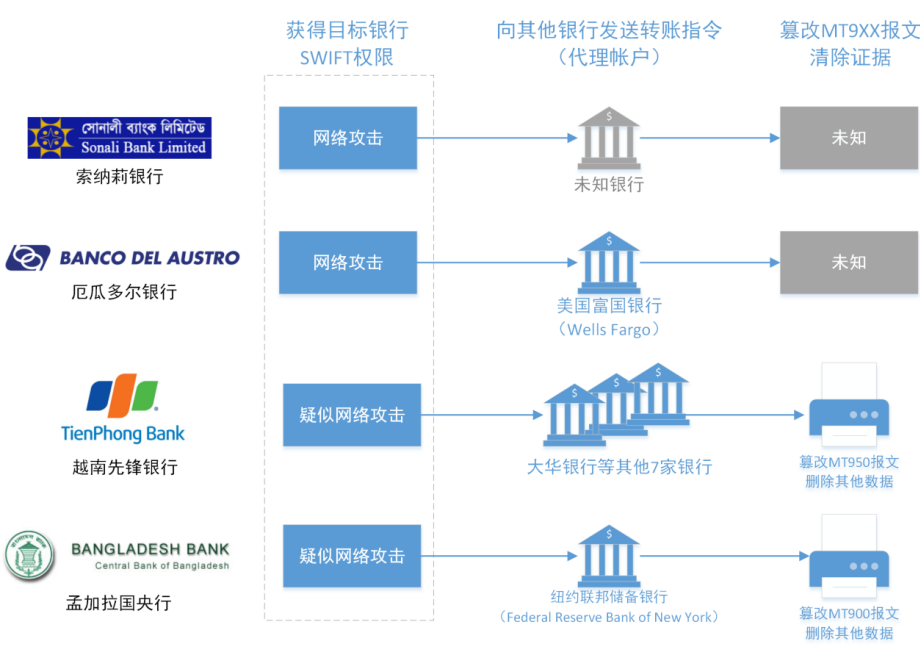 获得目标银行
SWIFT权限
向其他银行发送转账指令
（代理帐户）
篡改MT9XX报文
清除证据
সোনালী ব্যাংক লিমিটেড
Sonali Bank Limited
索纳莉银行
网络攻击
$
未知银行
未知
BANCO DEL AUSTRO
厄瓜多尔银行
网络攻击
$
美国富国银行
（Wells Fargo）
未知
TienPhong Bank
越南先锋银行
疑似网络攻击
$ $ $
大华银行等其他7家银行
篡改MT950报文
删除其他数据
BANGLADESH BANK
Central Bank of Bangladesh
孟加拉国央行
疑似网络攻击
$
纽约联邦储备银行
（Federal Reserve Bank of New York）
篡改MT900报文
删除其他数据